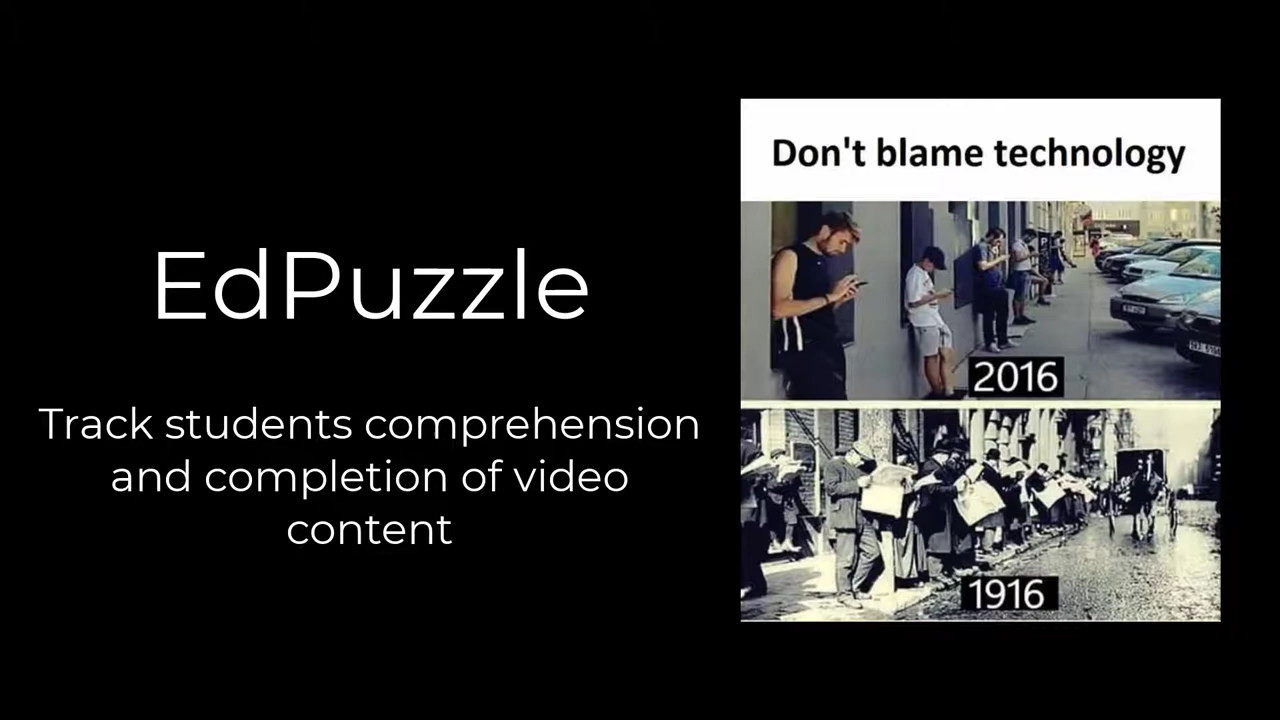 EdPuzzle
Track students comprehension
and completion of video
content
Don't blame technology
2016
1916